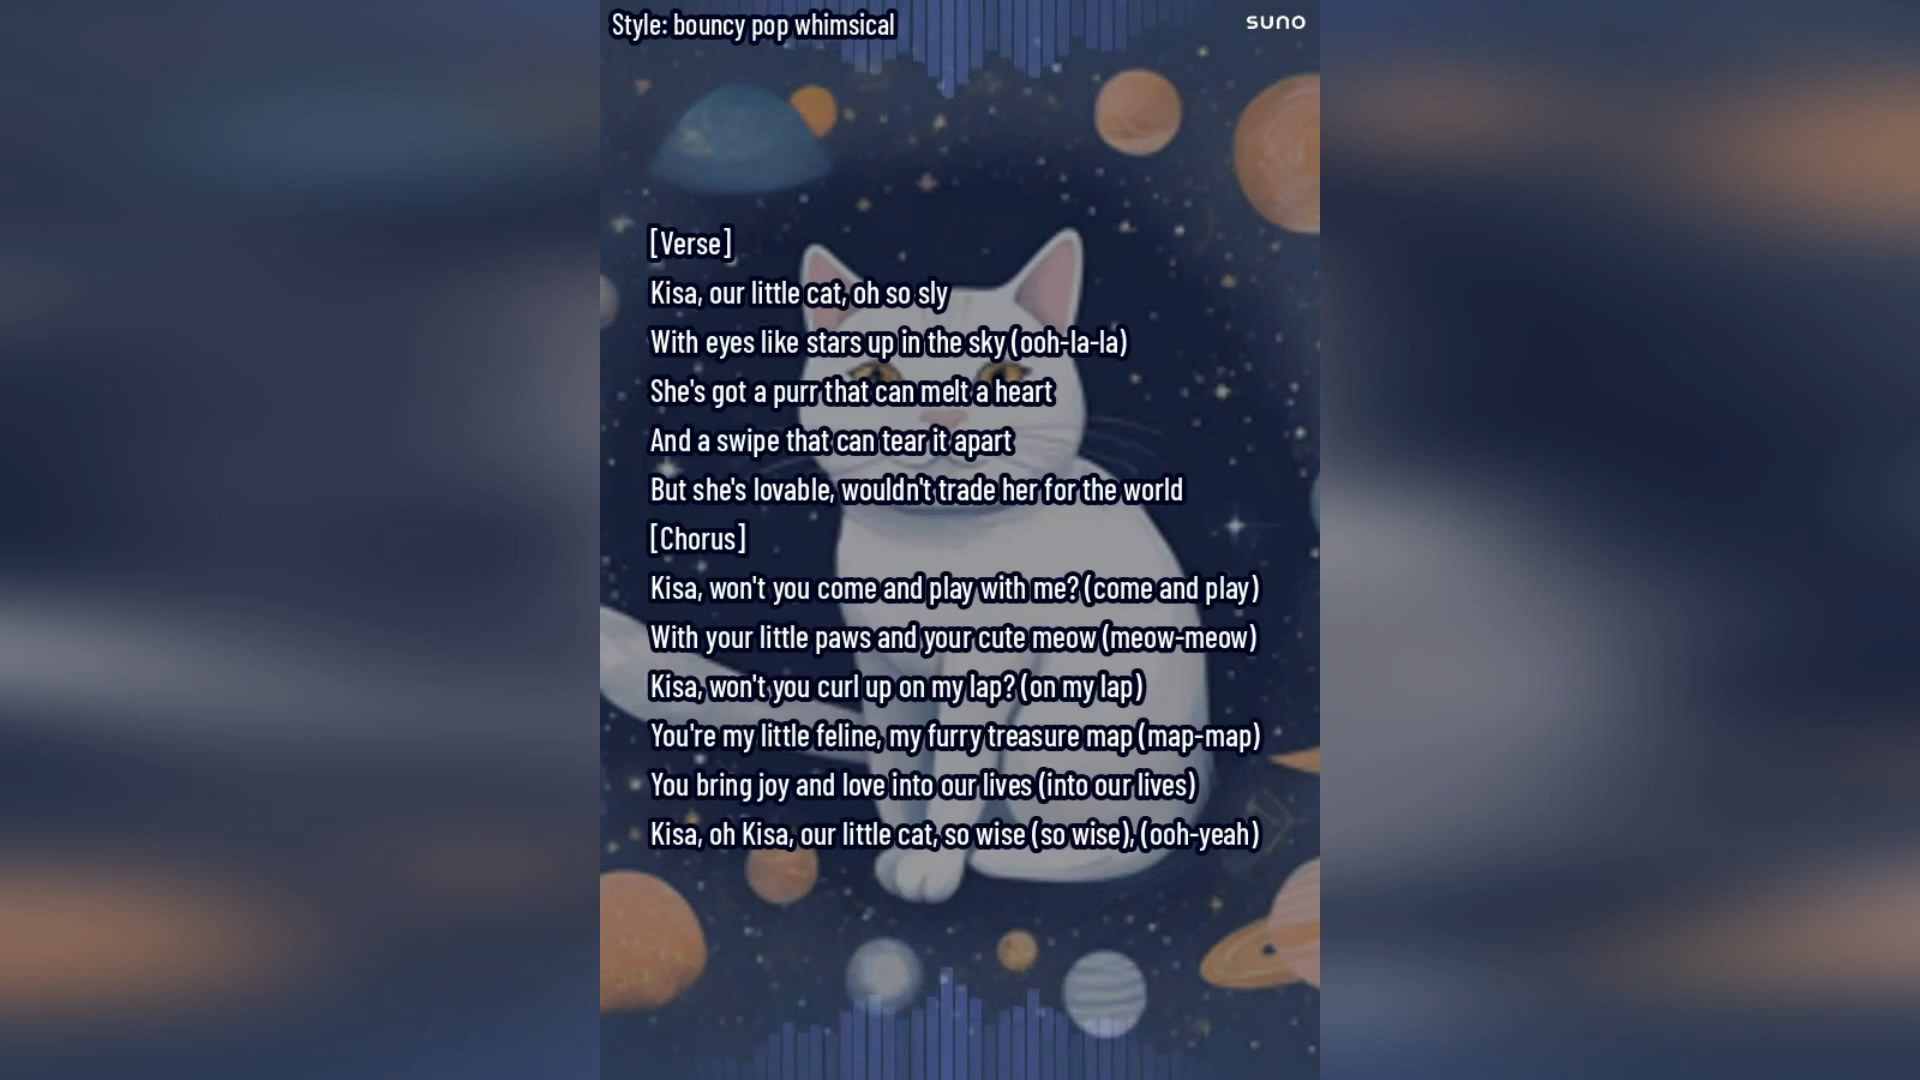 Style: bouncy pop whimsical
suno
[Verse]
Kisa, our little cat, oh so sly
With eyes like stars up in the sky (ooh-la-la)
She's got a purr that can melt a heart
And a swipe that can tear it apart
But she's lovable, wouldn't trade her for the world
[Chorus]
Kisa, won't you come and play with me? (come and play)
With your little paws and your cute meow (meow-meow)
Kisa, won't you curl up on my lap? (on my lap)
You're my little feline, my furry treasure map (map-map)
You bring joy and love into our lives (into our lives)
Kisa, oh Kisa, our little cat, so wise (so wise), (ooh-yeah)